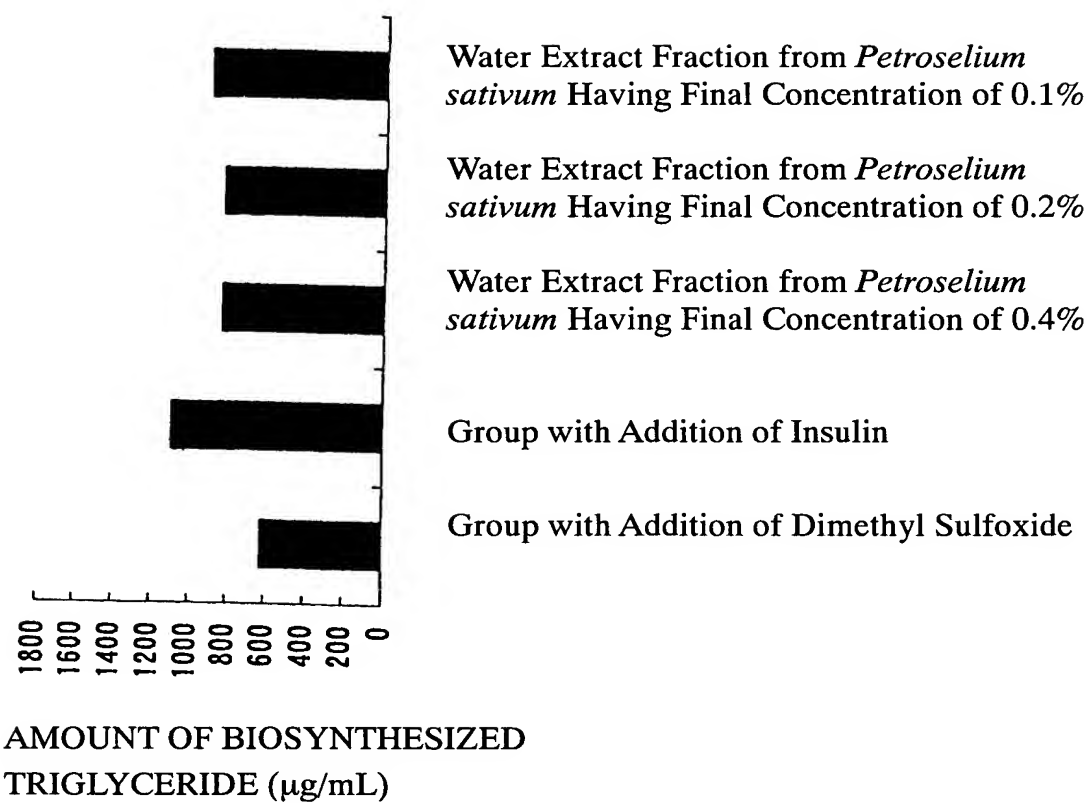 Water Extract Fraction from Petroselium
sativum Having Final Concentration of 0.1%
Water Extract Fraction from Petroselium
sativum Having Final Concentration of 0.2%
Water Extract Fraction from Petroselium
sativum Having Final Concentration of 0.4%
Group with Addition of Insulin
Group with Addition of Dimethyl Sulfoxide
1800 1600 1400 1200 1000 800 600 400 200 0
AMOUNT OF BIOSYNTHESIZED
TRIGLYCERIDE (µg/mL)